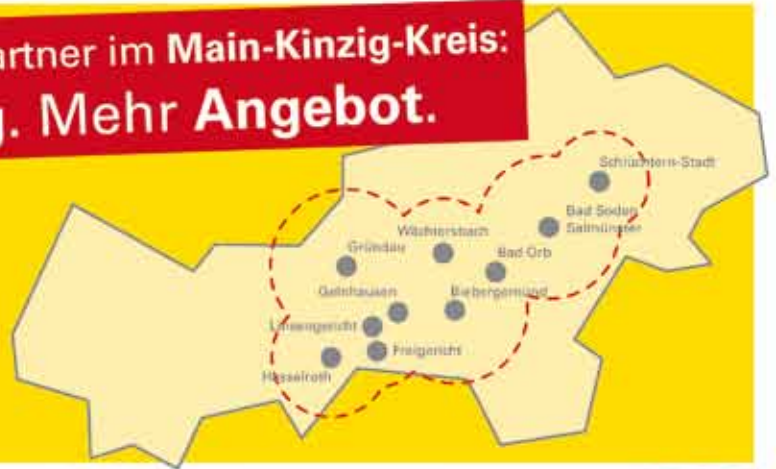 artner im Main-Kinzig-Kreis:
g. Mehr Angebot.
Schlüchtern-Stadt
Bad Soden
Salmünster
Wächtersbach
Gründau
Bad Orb
Gelnhausen
Biebergemünd
Linsengericht
Freigericht
Hasselroth